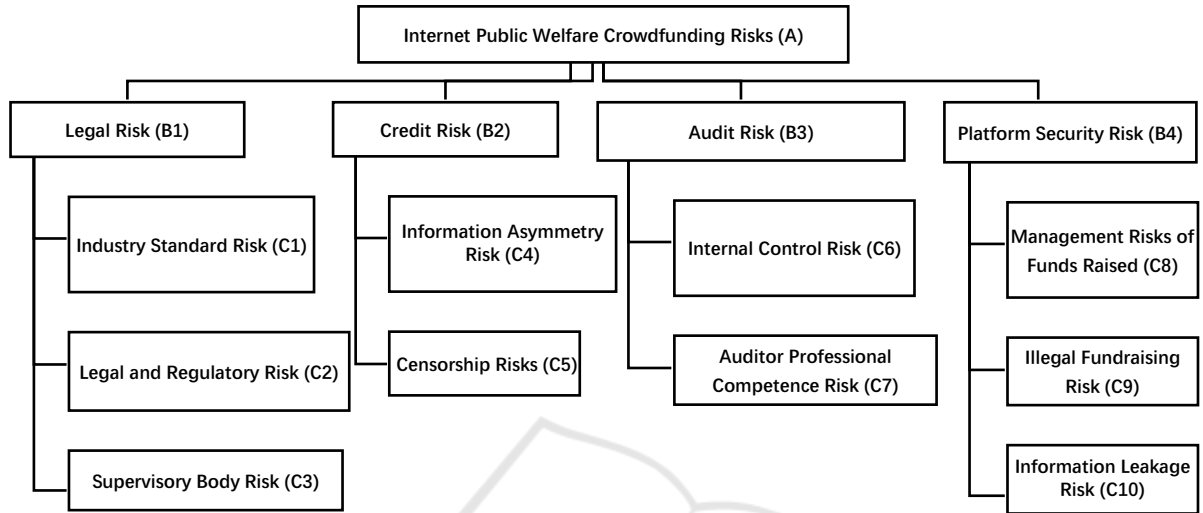 Internet Public Welfare Crowdfunding Risks (A)
Legal Risk (B1)
Credit Risk (B2)
Audit Risk (B3)
Platform Security Risk (B4)
Industry Standard Risk (C1)
Legal and Regulatory Risk (C2)
Supervisory Body Risk (C3)
Information Asymmetry
Risk (C4)
Censorship Risks (C5)
Internal Control Risk (C6)
Auditor Professional
Competence Risk (C7)
Management Risks of
Funds Raised (C8)
Illegal Fundraising
Risk (C9)
Information Leakage
Risk (C10)